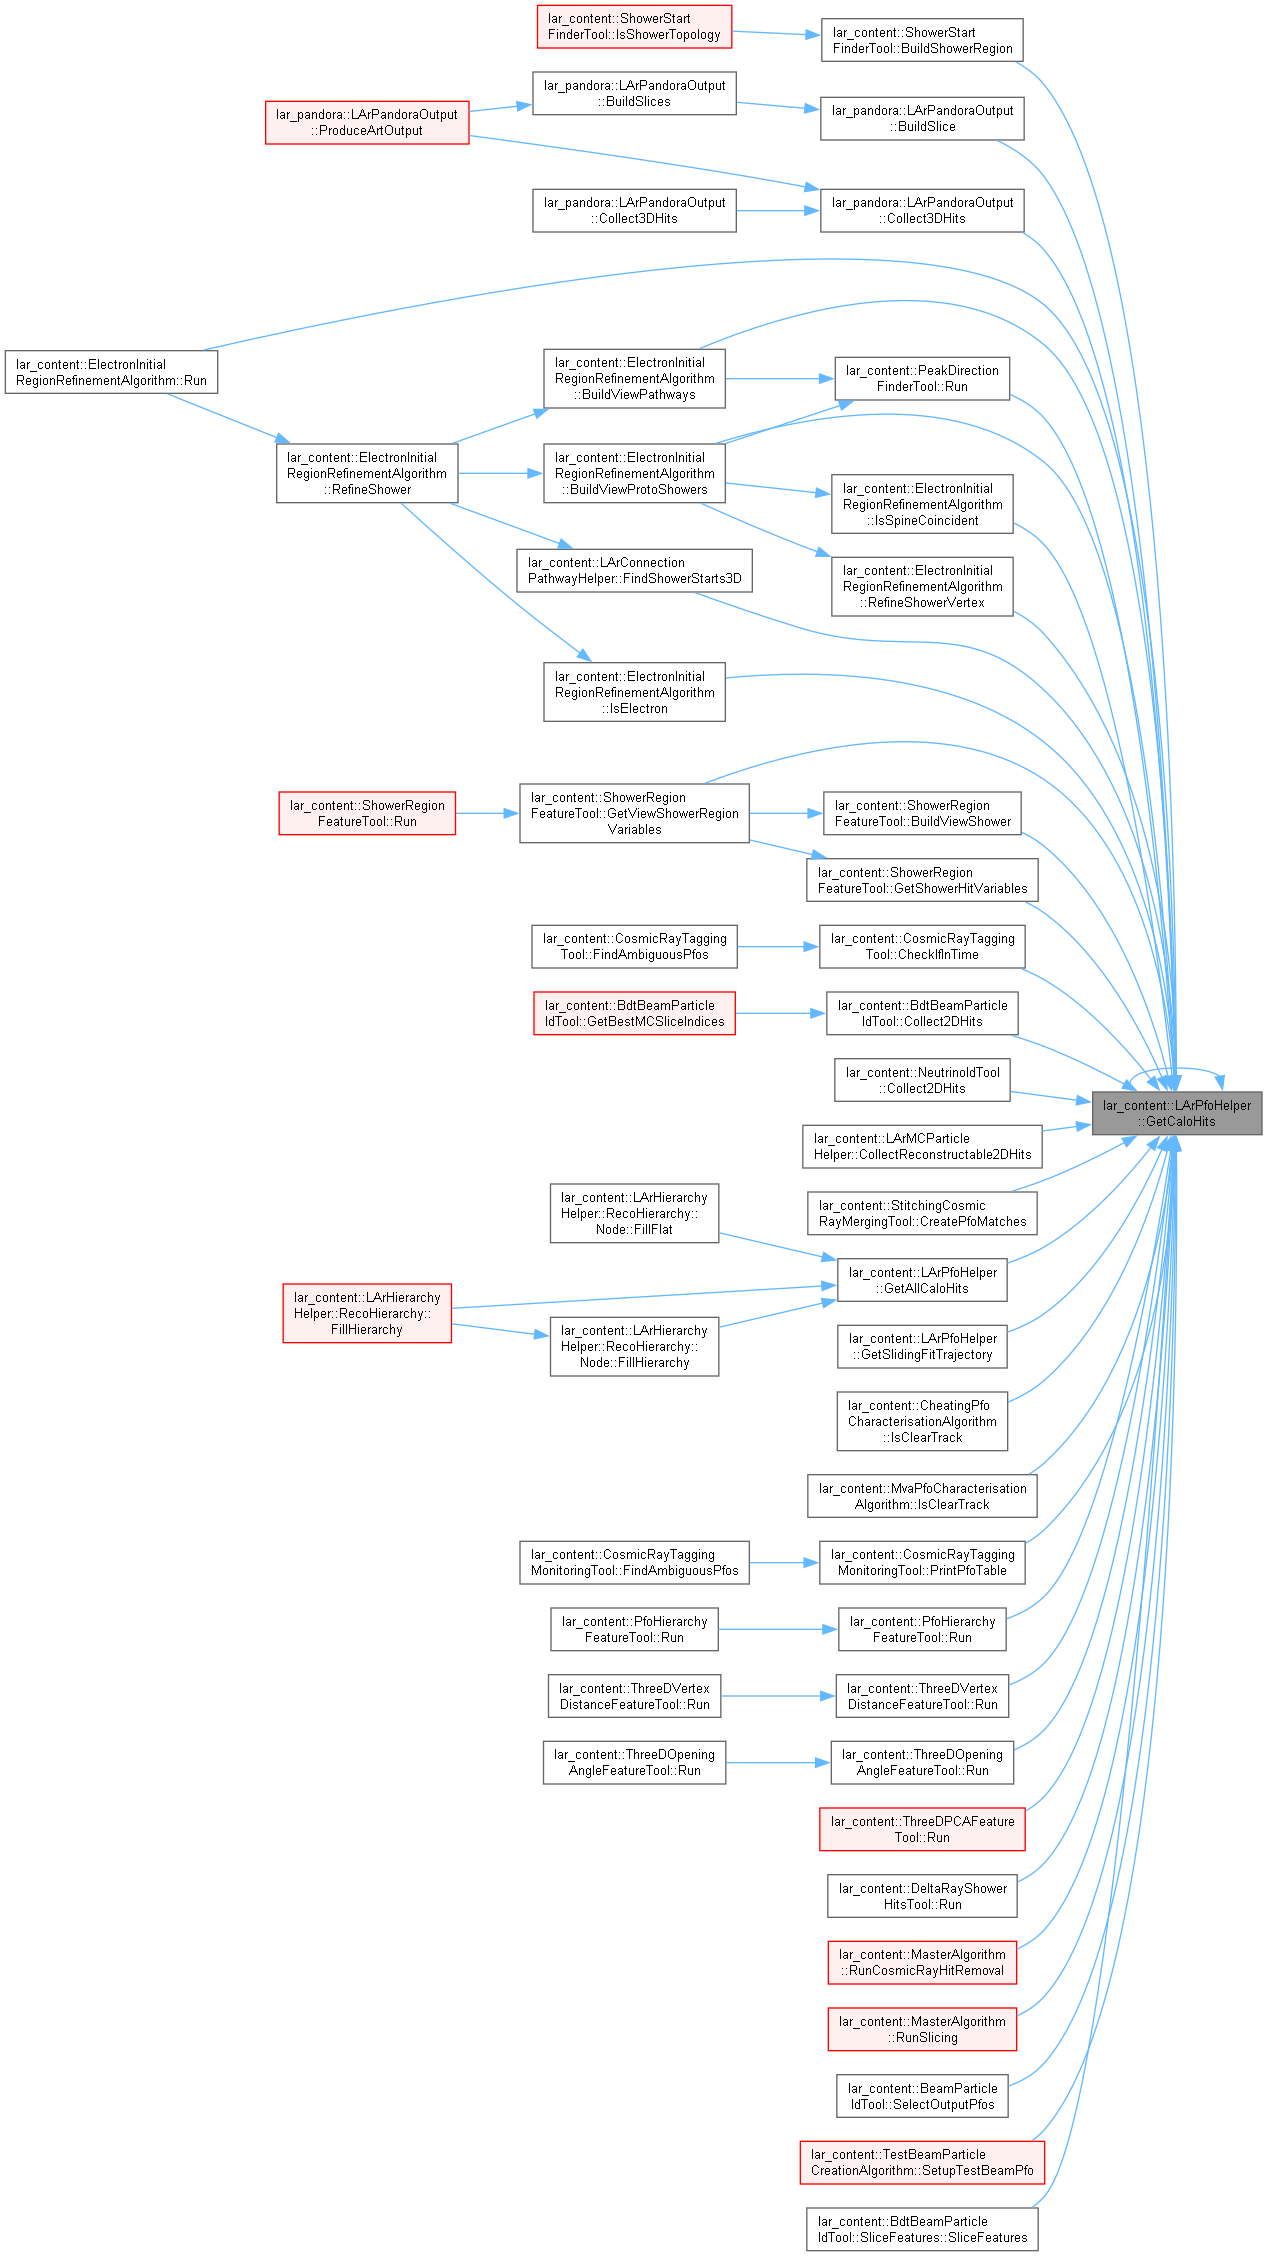 lar_content::ShowerStart
FinderTool::IsShowerTopology
lar_content::ShowerStart
FinderTool::BuildShowerRegion
lar_pandora::LArPandoraOutput
::BuildSlices
lar_pandora::LArPandoraOutput
::ProduceArtOutput
lar_pandora::LArPandoraOutput
::BuildSlice
lar_pandora::LArPandoraOutput
::Collect3DHits
lar_pandora::LArPandoraOutput
::Collect3DHits
lar_content::ElectronInitial
RegionRefinementAlgorithm::Run
lar_content::ElectronInitial
RegionRefinementAlgorithm
::BuildViewPathways
lar_content::PeakDirection
FinderTool::Run
lar_content::ElectronInitial
RegionRefinementAlgorithm
::RefineShower
lar_content::ElectronInitial
RegionRefinementAlgorithm
::BuildViewProtoShowers
lar_content::ElectronInitial
RegionRefinementAlgorithm
::IsSpineCoincident
lar_content::LArConnection
PathwayHelper::FindShowerStarts3D
lar_content::ElectronInitial
RegionRefinementAlgorithm
::RefineShowerVertex
lar_content::ElectronInitial
RegionRefinementAlgorithm
::IsElectron
lar_content::ShowerRegion
FeatureTool::Run
lar_content::ShowerRegion
FeatureTool::GetViewShowerRegion
Variables
lar_content::ShowerRegion
FeatureTool::BuildViewShower
lar_content::ShowerRegion
FeatureTool::GetShowerHitVariables
lar_content::CosmicRayTagging
Tool::FindAmbiguousPfos
lar_content::CosmicRayTagging
Tool::CheckIfInTime
lar_content::BdtBeamParticle
IdTool::GetBestMCSliceIndices
lar_content::BdtBeamParticle
IdTool::Collect2DHits
lar_content::NeutrinoIdTool
::Collect2DHits
lar_content::LArPfoHelper
::GetCaloHits
lar_content::LArMCParticle
Helper::CollectReconstructable2DHits
lar_content::StitchingCosmic
RayMergingTool::CreatePfoMatches
lar_content::LArHierarchy
Helper::RecoHierarchy::
Node::FillFlat
lar_content::LArPfoHelper
::GetAllCaloHits
lar_content::LArHierarchy
Helper::RecoHierarchy::
FillHierarchy
lar_content::LArHierarchy
Helper::RecoHierarchy::
Node::FillHierarchy
lar_content::LArPfoHelper
::GetSlidingFitTrajectory
lar_content::CheatingPfo
CharacterisationAlgorithm
::IsClearTrack
lar_content::MvaPfoCharacterisation
Algorithm::IsClearTrack
lar_content::CosmicRayTagging
MonitoringTool::FindAmbiguousPfos
lar_content::CosmicRayTagging
MonitoringTool::PrintPfoTable
lar_content::PfoHierarchy
FeatureTool::Run
lar_content::PfoHierarchy
FeatureTool::Run
lar_content::ThreeDVertex
DistanceFeatureTool::Run
lar_content::ThreeDVertex
DistanceFeatureTool::Run
lar_content::ThreeDOpening
AngleFeatureTool::Run
lar_content::ThreeDOpening
AngleFeatureTool::Run
lar_content::ThreeDPCAFeature
Tool::Run
lar_content::DeltaRayShower
HitsTool::Run
lar_content::MasterAlgorithm
::RunCosmicRayHitRemoval
lar_content::MasterAlgorithm
::RunSlicing
lar_content::BeamParticle
IdTool::SelectOutputPfos
lar_content::TestBeamParticle
CreationAlgorithm::SetupTestBeamPfo
lar_content::BdtBeamParticle
IdTool::SliceFeatures::SliceFeatures